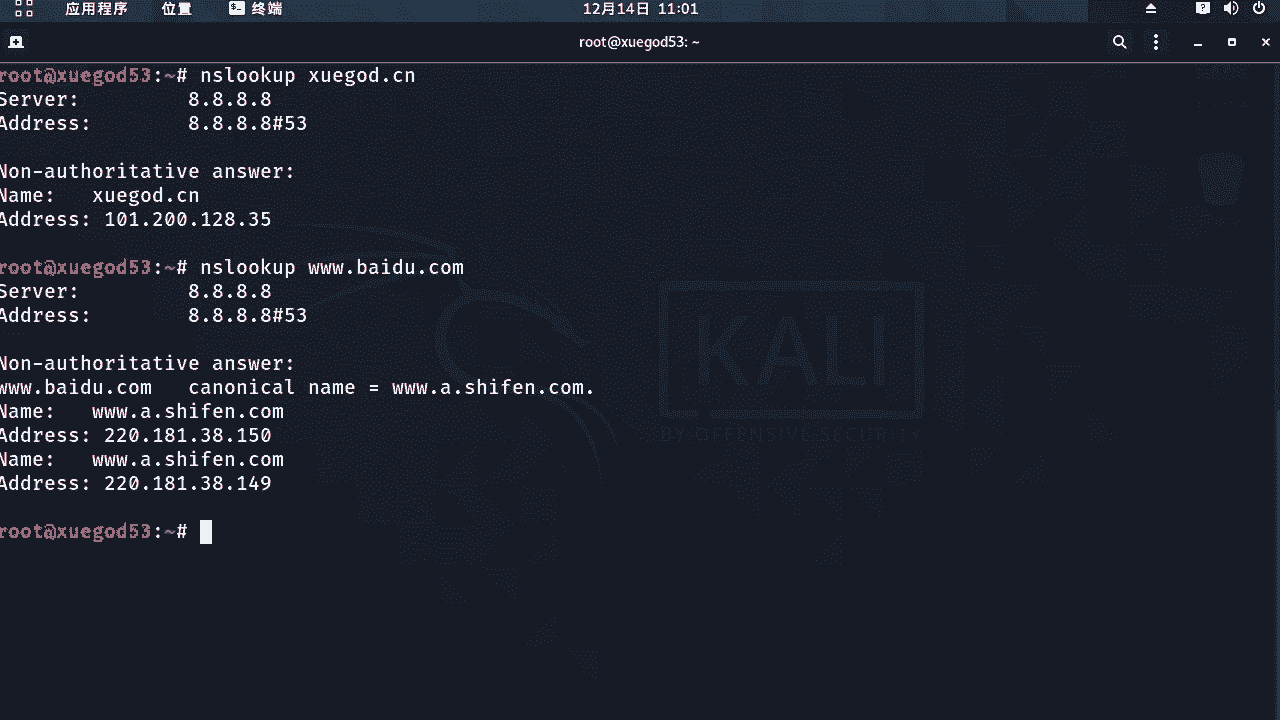 应用程序 位置 终端 12月14日 11:01
root@xuegod53: ~
root@xuegod53:~# nslookup xuegod.cn
Server: 8.8.8.8
Address: 8.8.8.8#53
Non-authoritative answer:
Name: xuegod.cn
Address: 101.200.128.35
root@xuegod53:~# nslookup www.baidu.com
Server: 8.8.8.8
Address: 8.8.8.8#53
Non-authoritative answer:
www.baidu.com canonical name = www.a.shifen.com.
Name: www.a.shifen.com
Address: 220.181.38.150
Name: www.a.shifen.com
Address: 220.181.38.149
root@xuegod53:~#
KALI
BY OFFENSIVE SECURITY